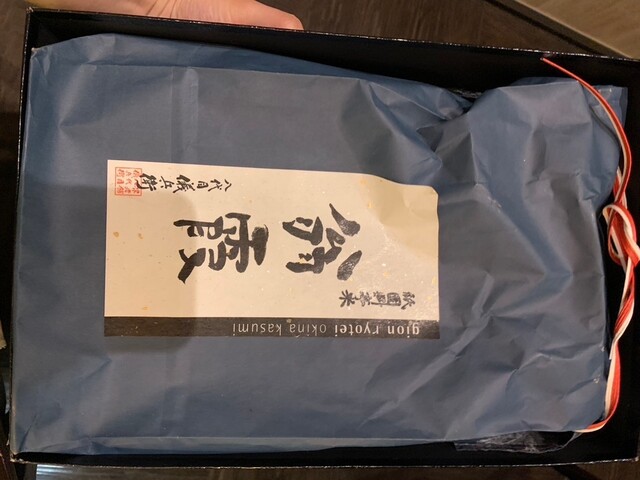 祇園料亭米
翁霞
八代目儀兵衛
gion ryotei okina kasumi